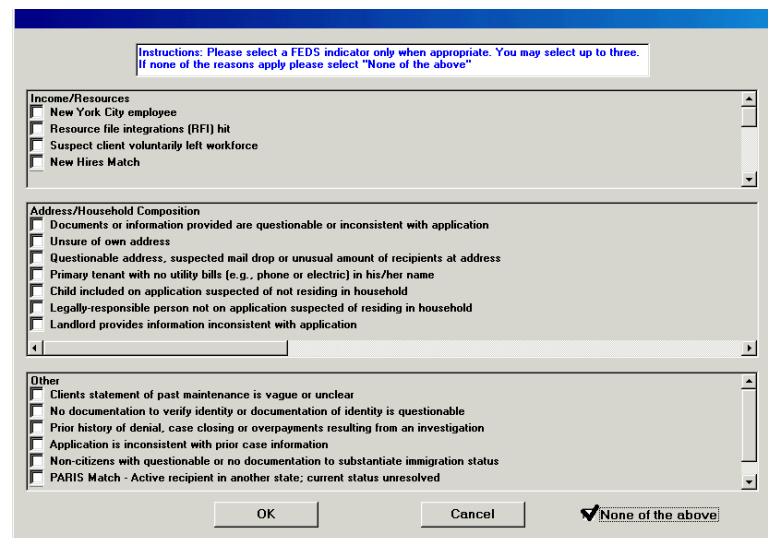 Instructions: Please select a FEDS indicator only when appropriate. You may select up to three.
If none of the reasons apply please select "None of the above"
Income/Resources
New York City employee
Resource file integrations (RFI) hit
Suspect client voluntarily left workforce
New Hires Match
Address/Household Composition
Documents or information provided are questionable or inconsistent with application
Unsure of own address
Questionable address, suspected mail drop or unusual amount of recipients at address
Primary tenant with no utility bills (e.g., phone or electric) in his/her name
Child included on application suspected of not residing in household
Legally-responsible person not on application suspected of residing in household
Landlord provides information inconsistent with application
Other
Clients statement of past maintenance is vague or unclear
No documentation to verify identity or documentation of identity is questionable
Prior history of denial, case closing or overpayments resulting from an investigation
Application is inconsistent with prior case information
Non-citizens with questionable or no documentation to substantiate immigration status
PARIS Match - Active recipient in another state; current status unresolved
OK Cancel None of the above